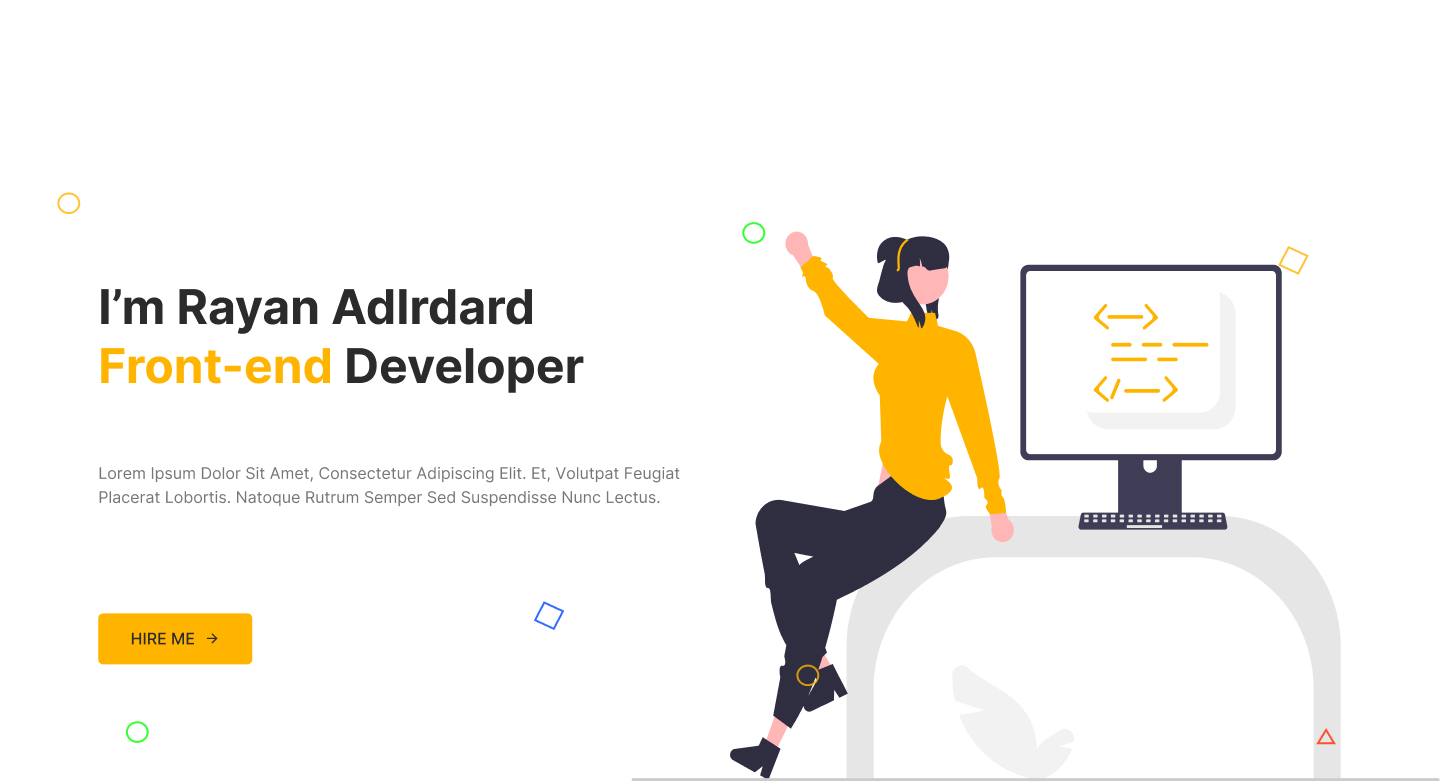 I’m Rayan Adlrdard
Front-end Developer
Lorem Ipsum Dolor Sit Amet, Consectetur Adipiscing Elit. Et, Volutpat Feugiat
Placerat Lobortis. Natoque Rutrum Semper Sed Suspendisse Nunc Lectus.
HIRE ME →